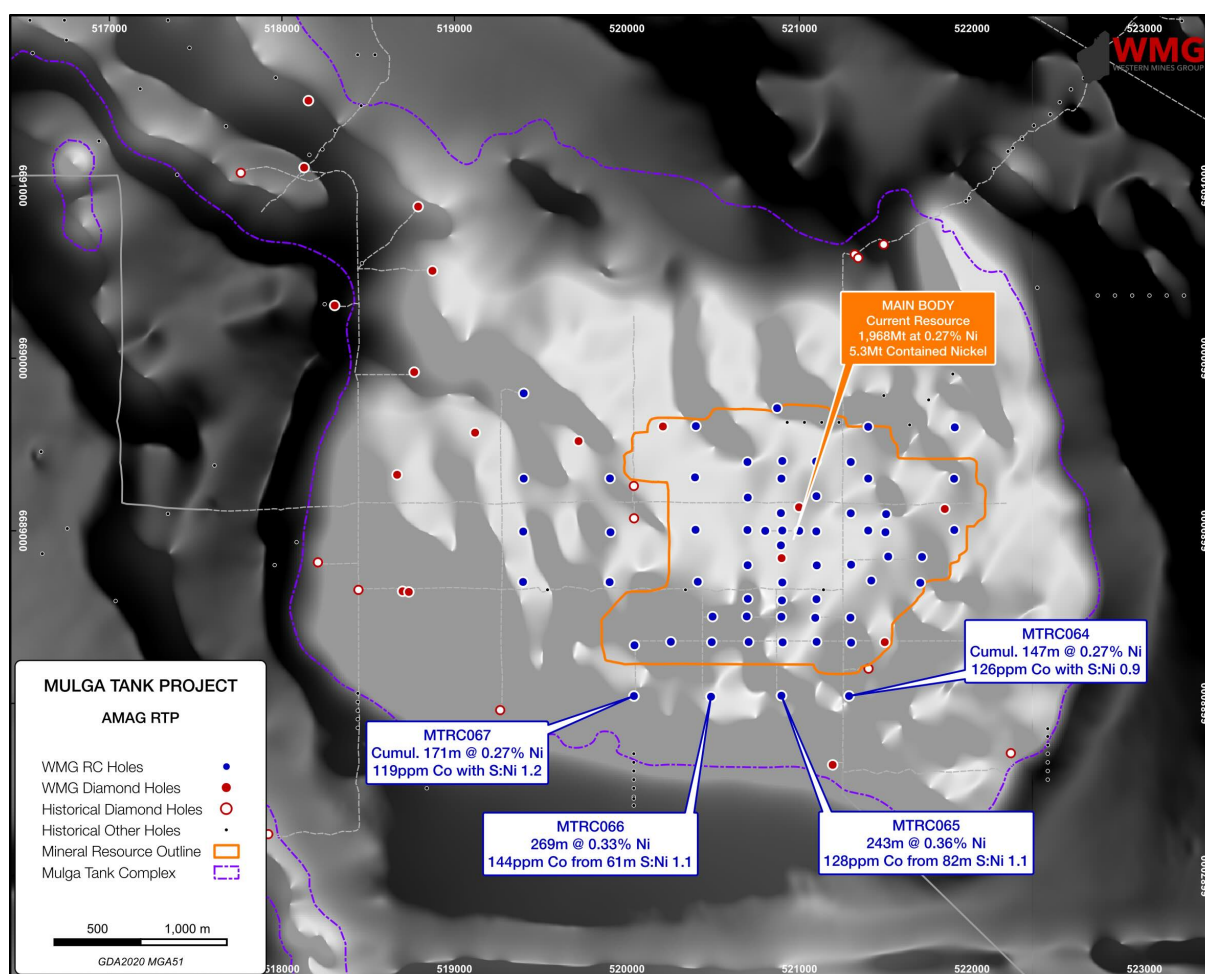 517000
518000
519000
520000
521000
522000
523000
WMG
WESTERN MINES GROUP
6691000
6691000
MAIN BODY
Current Resource
1,968Mt at 0.27% Ni
5.3Mt Contained Nickel
6690000
6690000
6689000
6689000
MTRC064
Cumul. 147m @ 0.27% Ni
126ppm Co with S:Ni 0.9
6688000
MTRC067
Cumul. 171m @ 0.27% Ni
119ppm Co with S:Ni 1.2
MTRC066
269m @ 0.33% Ni
144ppm Co from 61m S:Ni 1.1
MTRC065
243m @ 0.36% Ni
128ppm Co from 82m S:Ni 1.1
6687000
MULGA TANK PROJECT
AMAG RTP
WMG RC Holes
WMG Diamond Holes
Historical Diamond Holes
Historical Other Holes
Mineral Resource Outline
Mulga Tank Complex
500
1,000 m
GDA2020 MGA51
518000
519000
520000
521000
522000
523000